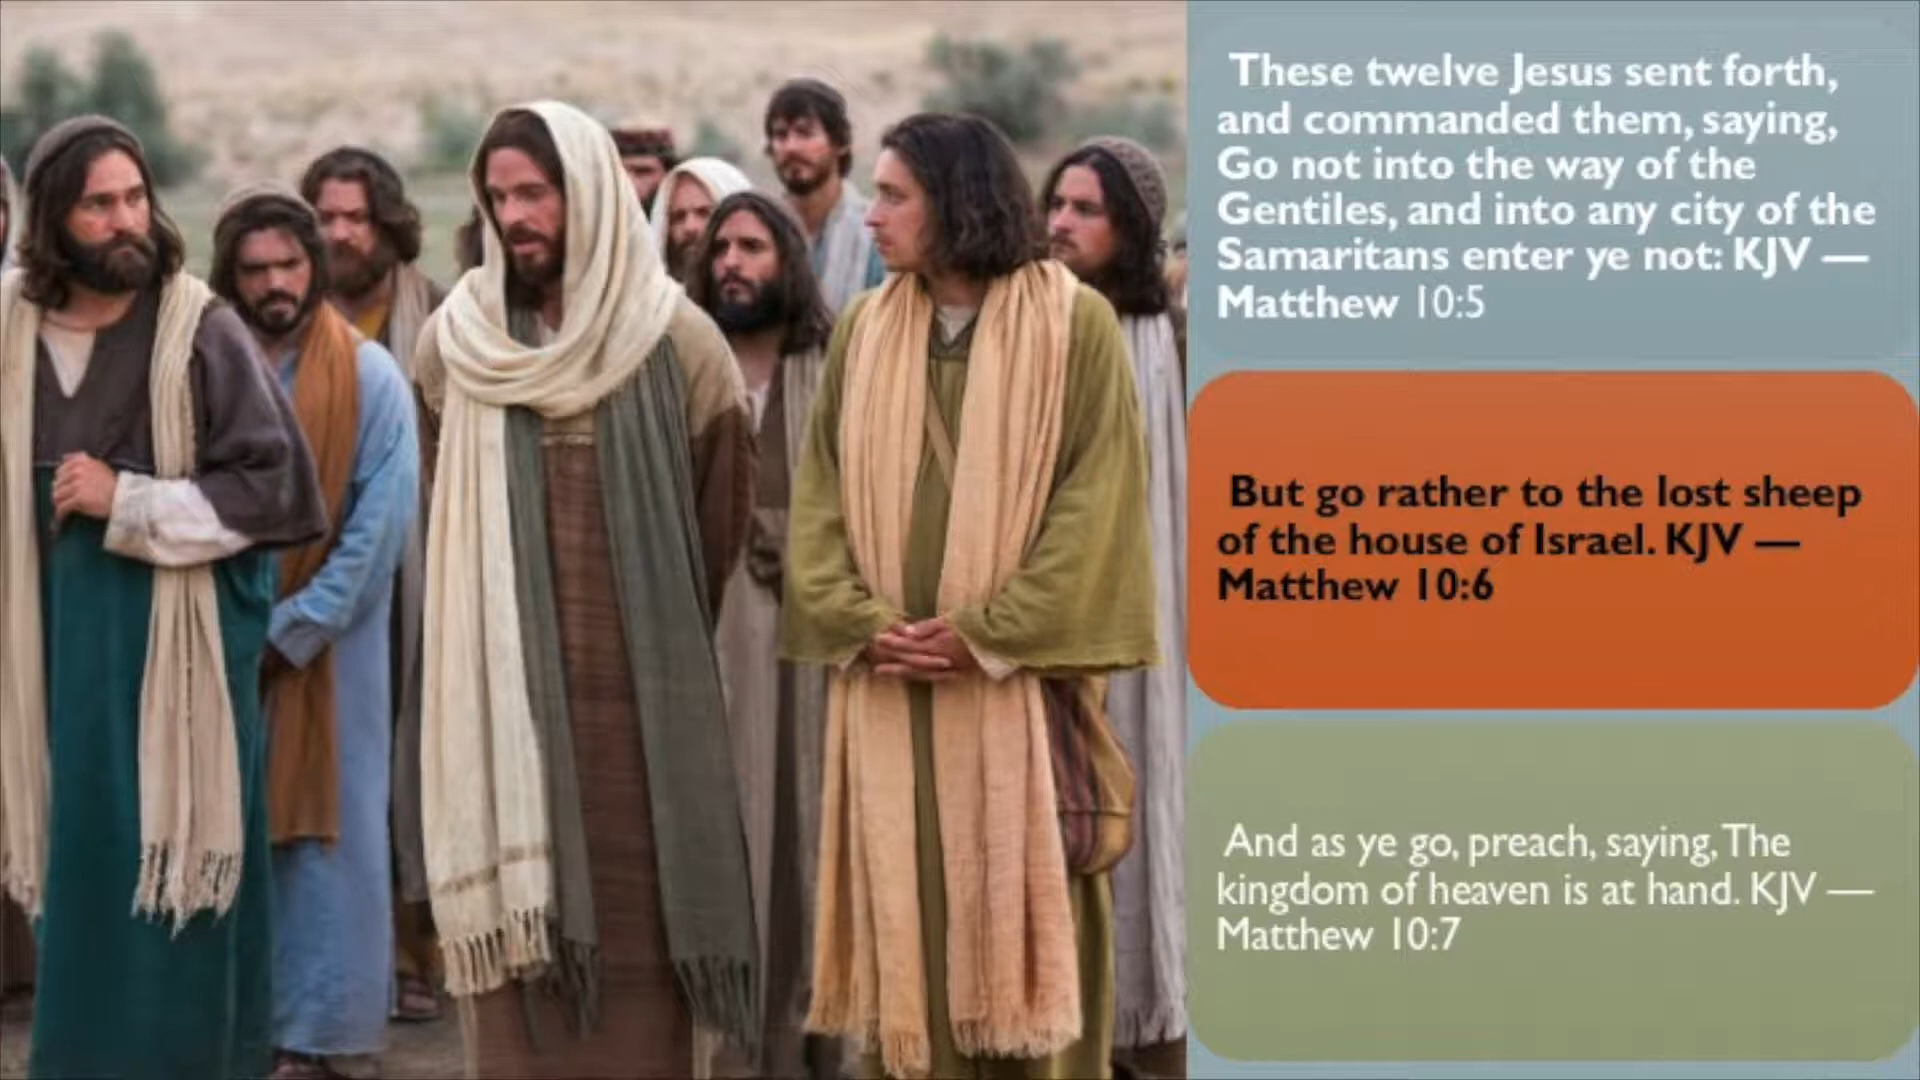 These twelve Jesus sent forth,
and commanded them, saying,
Go not into the way of the
Gentiles, and into any city of the
Samaritans enter ye not: KJV —
Matthew 10:5
But go rather to the lost sheep
of the house of Israel. KJV —
Matthew 10:6
And as ye go, preach, saying, The
kingdom of heaven is at hand. KJV —
Matthew 10:7